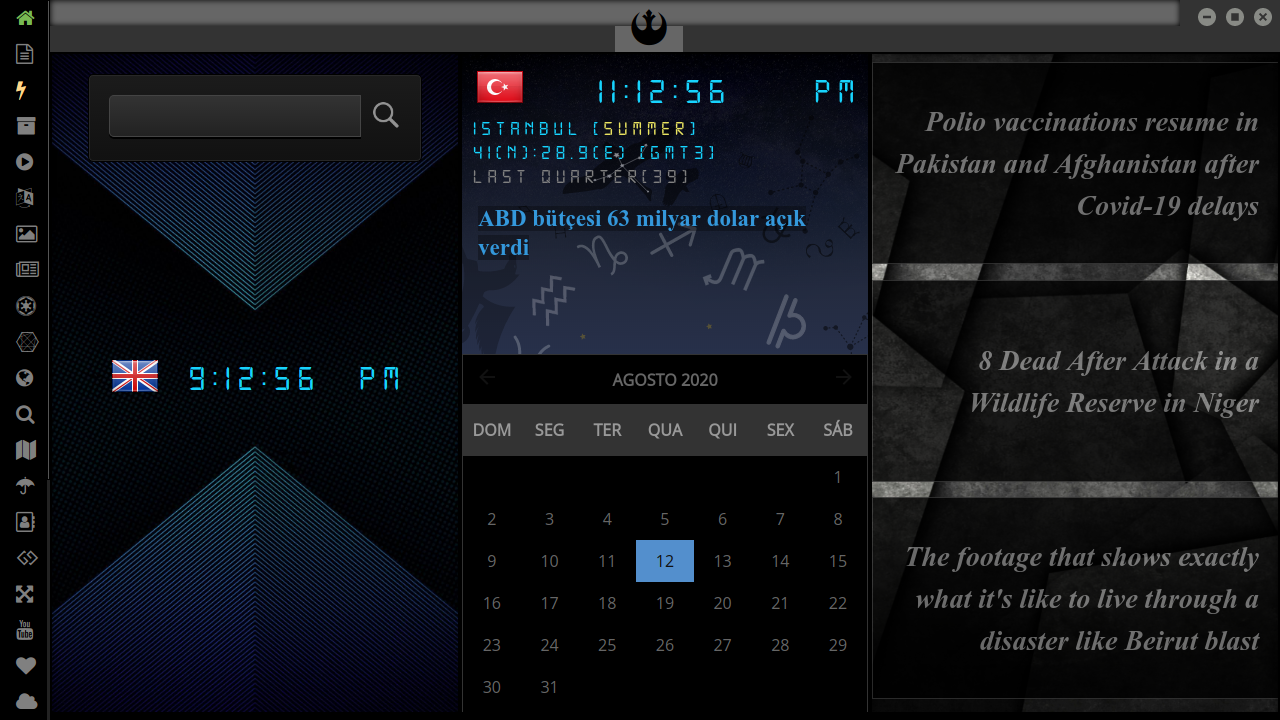 11:12:56 PM
ISTANBUL (SUMMER)
41(N):28.9(E) (GMT3)
LAST QUARTER(39)
ABD bütçesi 63 milyar dolar açık
verdi
9:12:56 PM
AGOSTO 2020
DOM SEG TER QUA QUI SEX SÁB
1
2 3 4 5 6 7 8
9 10 11 12 13 14 15
16 17 18 19 20 21 22
23 24 25 26 27 28 29
30 31
Polio vaccinations resume in
Pakistan and Afghanistan after
Covid-19 delays
8 Dead After Attack in a
Wildlife Reserve in Niger
The footage that shows exactly
what it's like to live through a
disaster like Beirut blast
You
Tube